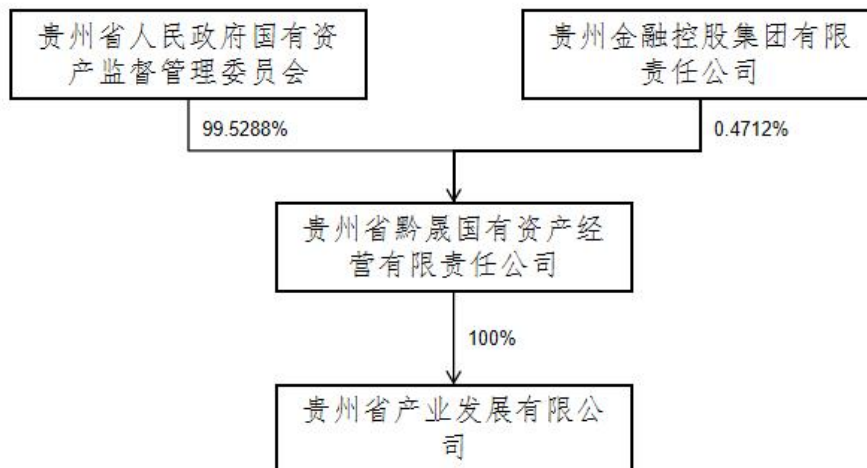 贵州省人民政府国有资
产监督管理委员会
贵州金融控股集团有限
责任公司
99.5288%
0.4712%
贵州省黔晟国有资产经
营有限责任公司
100%
贵州省产业发展有限公
司